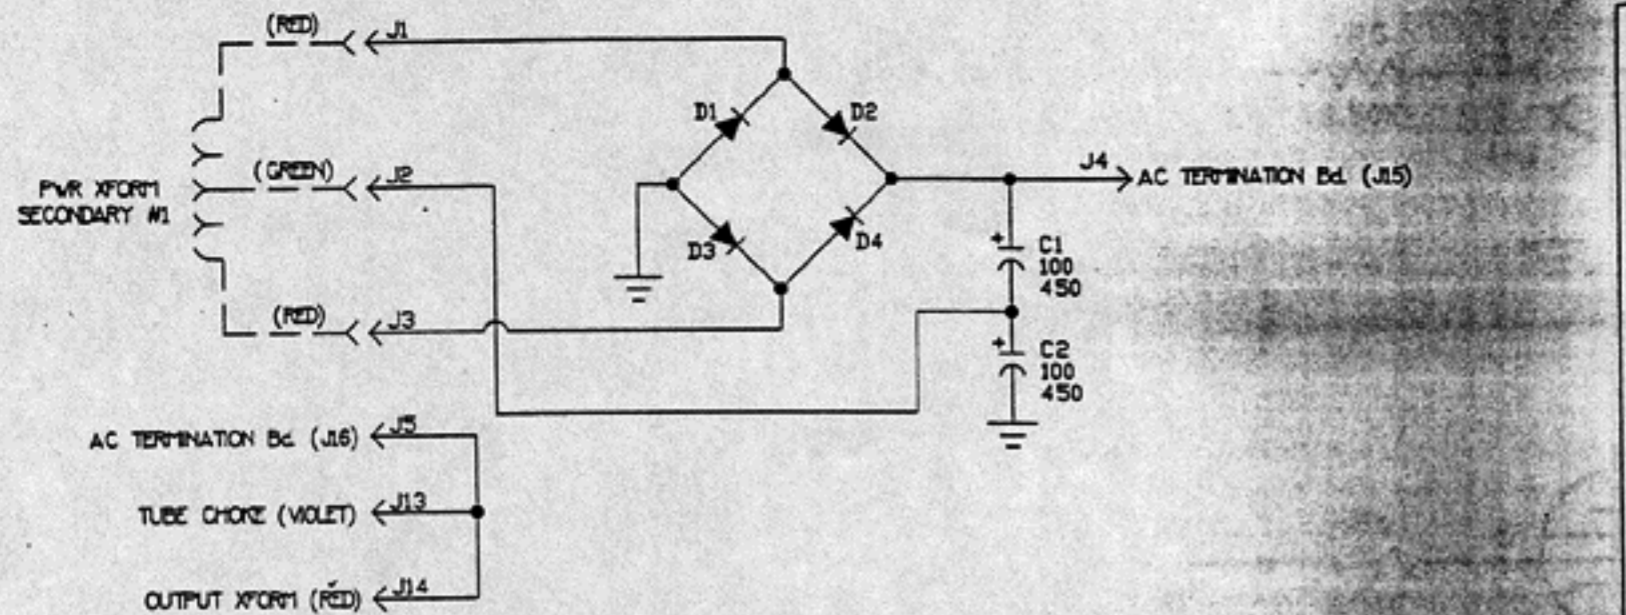 (RED)
J1
D1
D2
(GREEN)
J2
PWR XFORM
SECONDARY #1
J4
AC TERMINATION Bd. (J15)
D3
D4
+
C1
100
450
(RED)
J3
+
C2
100
450
AC TERMINATION Bd. (J16)
J5
TUBE CHOKE (VIOLET)
J13
OUTPUT XFORM (RED)
J14